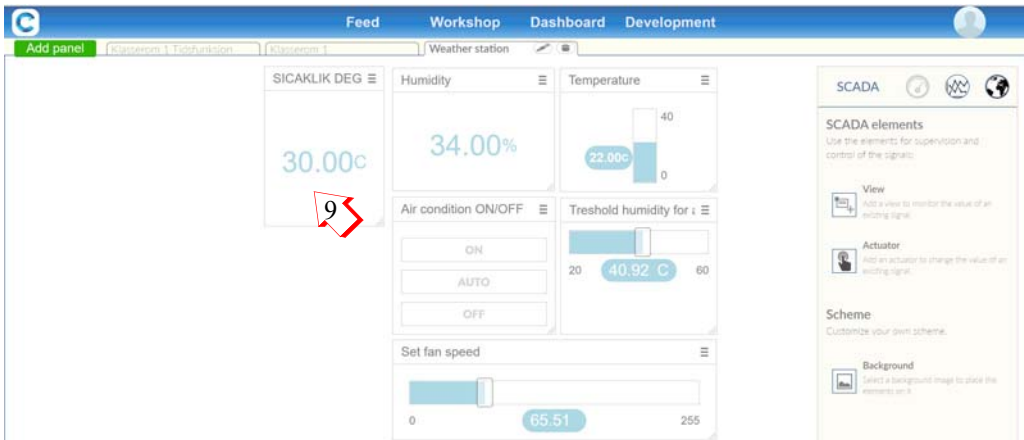 C
Feed Workshop Dashboard Development
Add panel
Klasserom 1 Tidsfunksjon
Klasserom 1
Weather station
SICAKLIK DEG
30.00C
9
Humidity
34.00%
Temperature
40
22.00C
0
Air condition ON/OFF
ON
AUTO
OFF
Treshold humidity for a
20 40.92 C 60
Set fan speed
0 65.51 255
SCADA
SCADA elements
Use the elements for supervision and
control of the signals:
View
Add a view to monitor the value of an
existing signal.
Actuator
Add an actuator to change the value of an
existing signal.
Scheme
Customize your own scheme.
Background
Select a background image to place the
elements on it